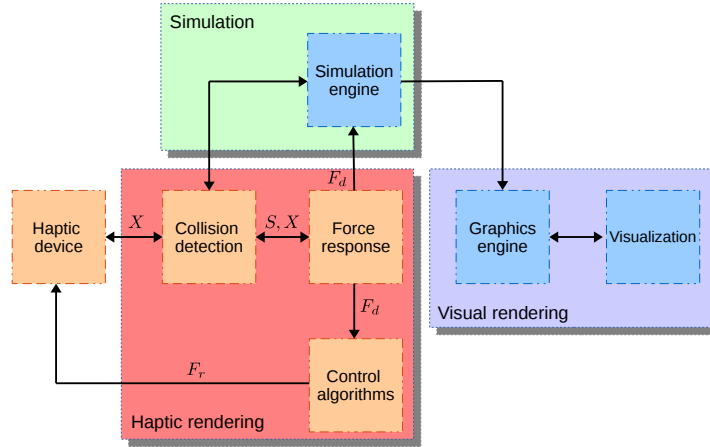 Simulation
Simulation
engine
F_d
Haptic
device
X
Collision
detection
S, X
Force
response
Graphics
engine
Visualization
F_d
Visual rendering
F_r
Control
algorithms
Haptic rendering